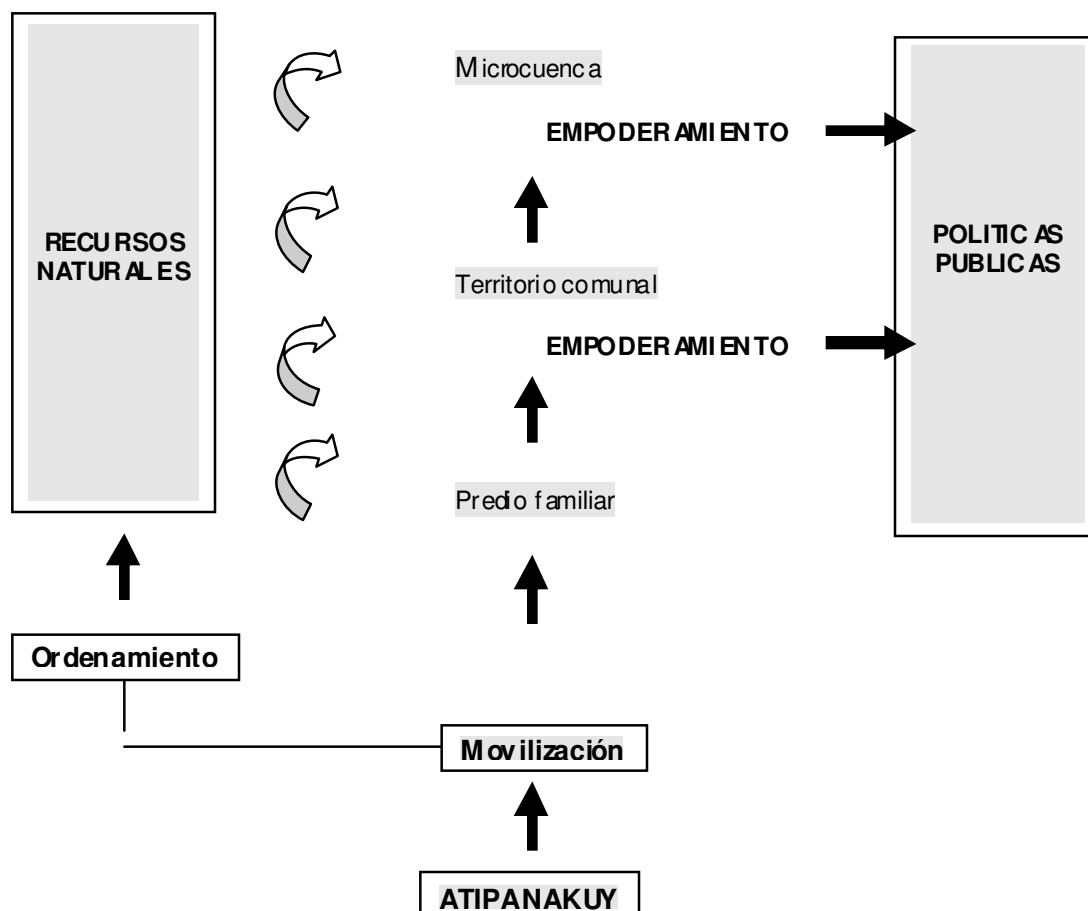 Microcuenca
EMPODERAMIENTO
RECURSOS
NATURALES
POLITICAS
PUBLICAS
Territorio comunal
EMPODERAMIENTO
Predio familiar
Ordenamiento
Movilización
ATIPANAKUY